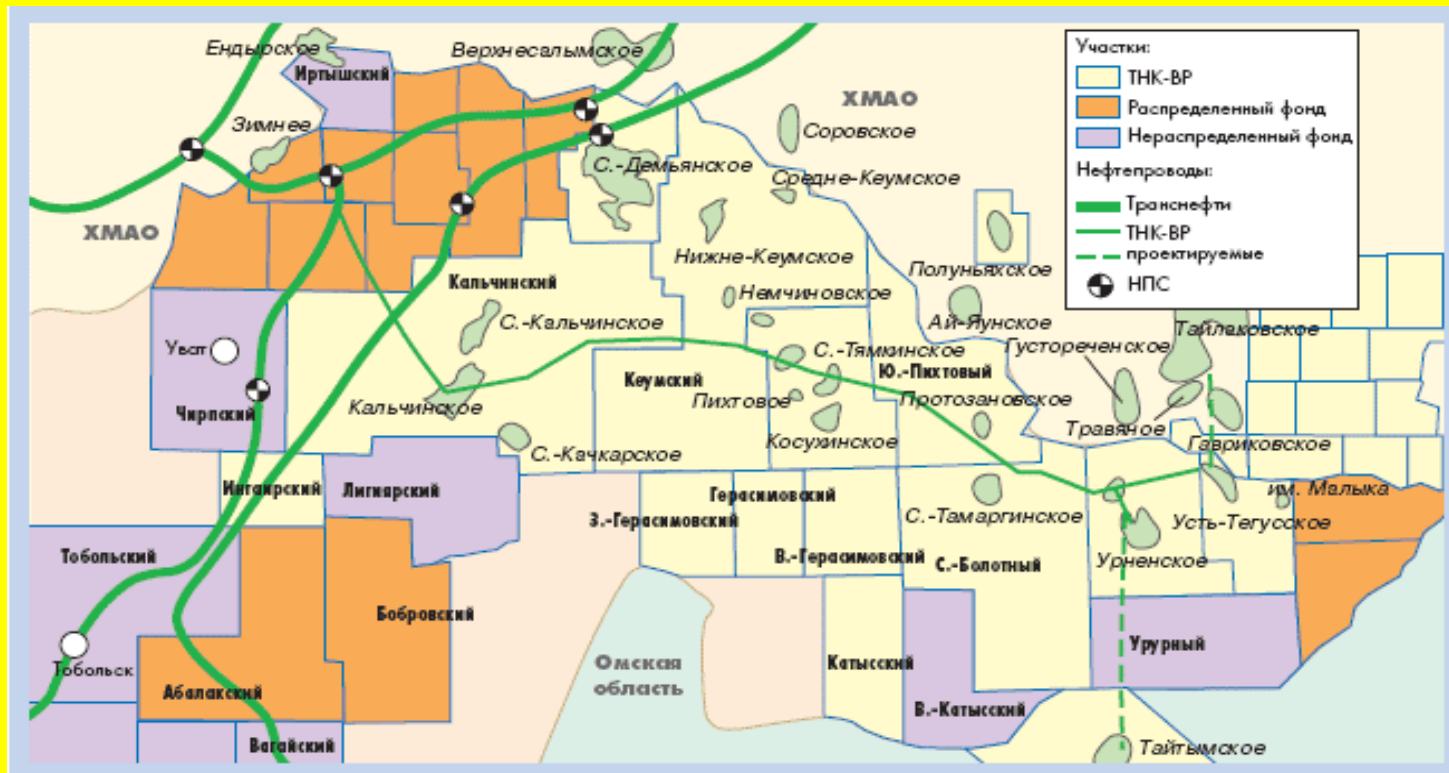 Ендырское
Верхнесалымское
Иртышский
ХМАО
Зимнее
Соровское
С.-Демьянское
Средне-Кеумское
ХМАО
Участки:
ТНК-ВР
Распределенный фонд
Нераспределенный фонд
Нефтепроводы:
Транснефти
ТНК-ВР
проектируемые
НПС
Нижне-Кеумское
Полуньяхское
Кальчинский
Немчиновское
С.-Кальчинское
Ай-Яунское
Тайлаковское
Густореченское
Уват
С.-Тямкинское
Ю.-Пихтовый
Кеумский
Пихтовое
Протозановское
Кальчинское
Чирпский
Косухинское
Травяное
Гавриковское
С.-Качкарское
Ингаирский
Лигиарский
Герасимовский
им. Малыка
З.-Герасимовский
С.-Тамаргинское
Усть-Тегусское
Тобольский
В.-Герасимовский
С.-Болотный
Урненское
Бобровский
Омская
область
Катысский
Урурный
Тобольск
Абалакский
В.-Катысский
Вагайский
Тайтымское